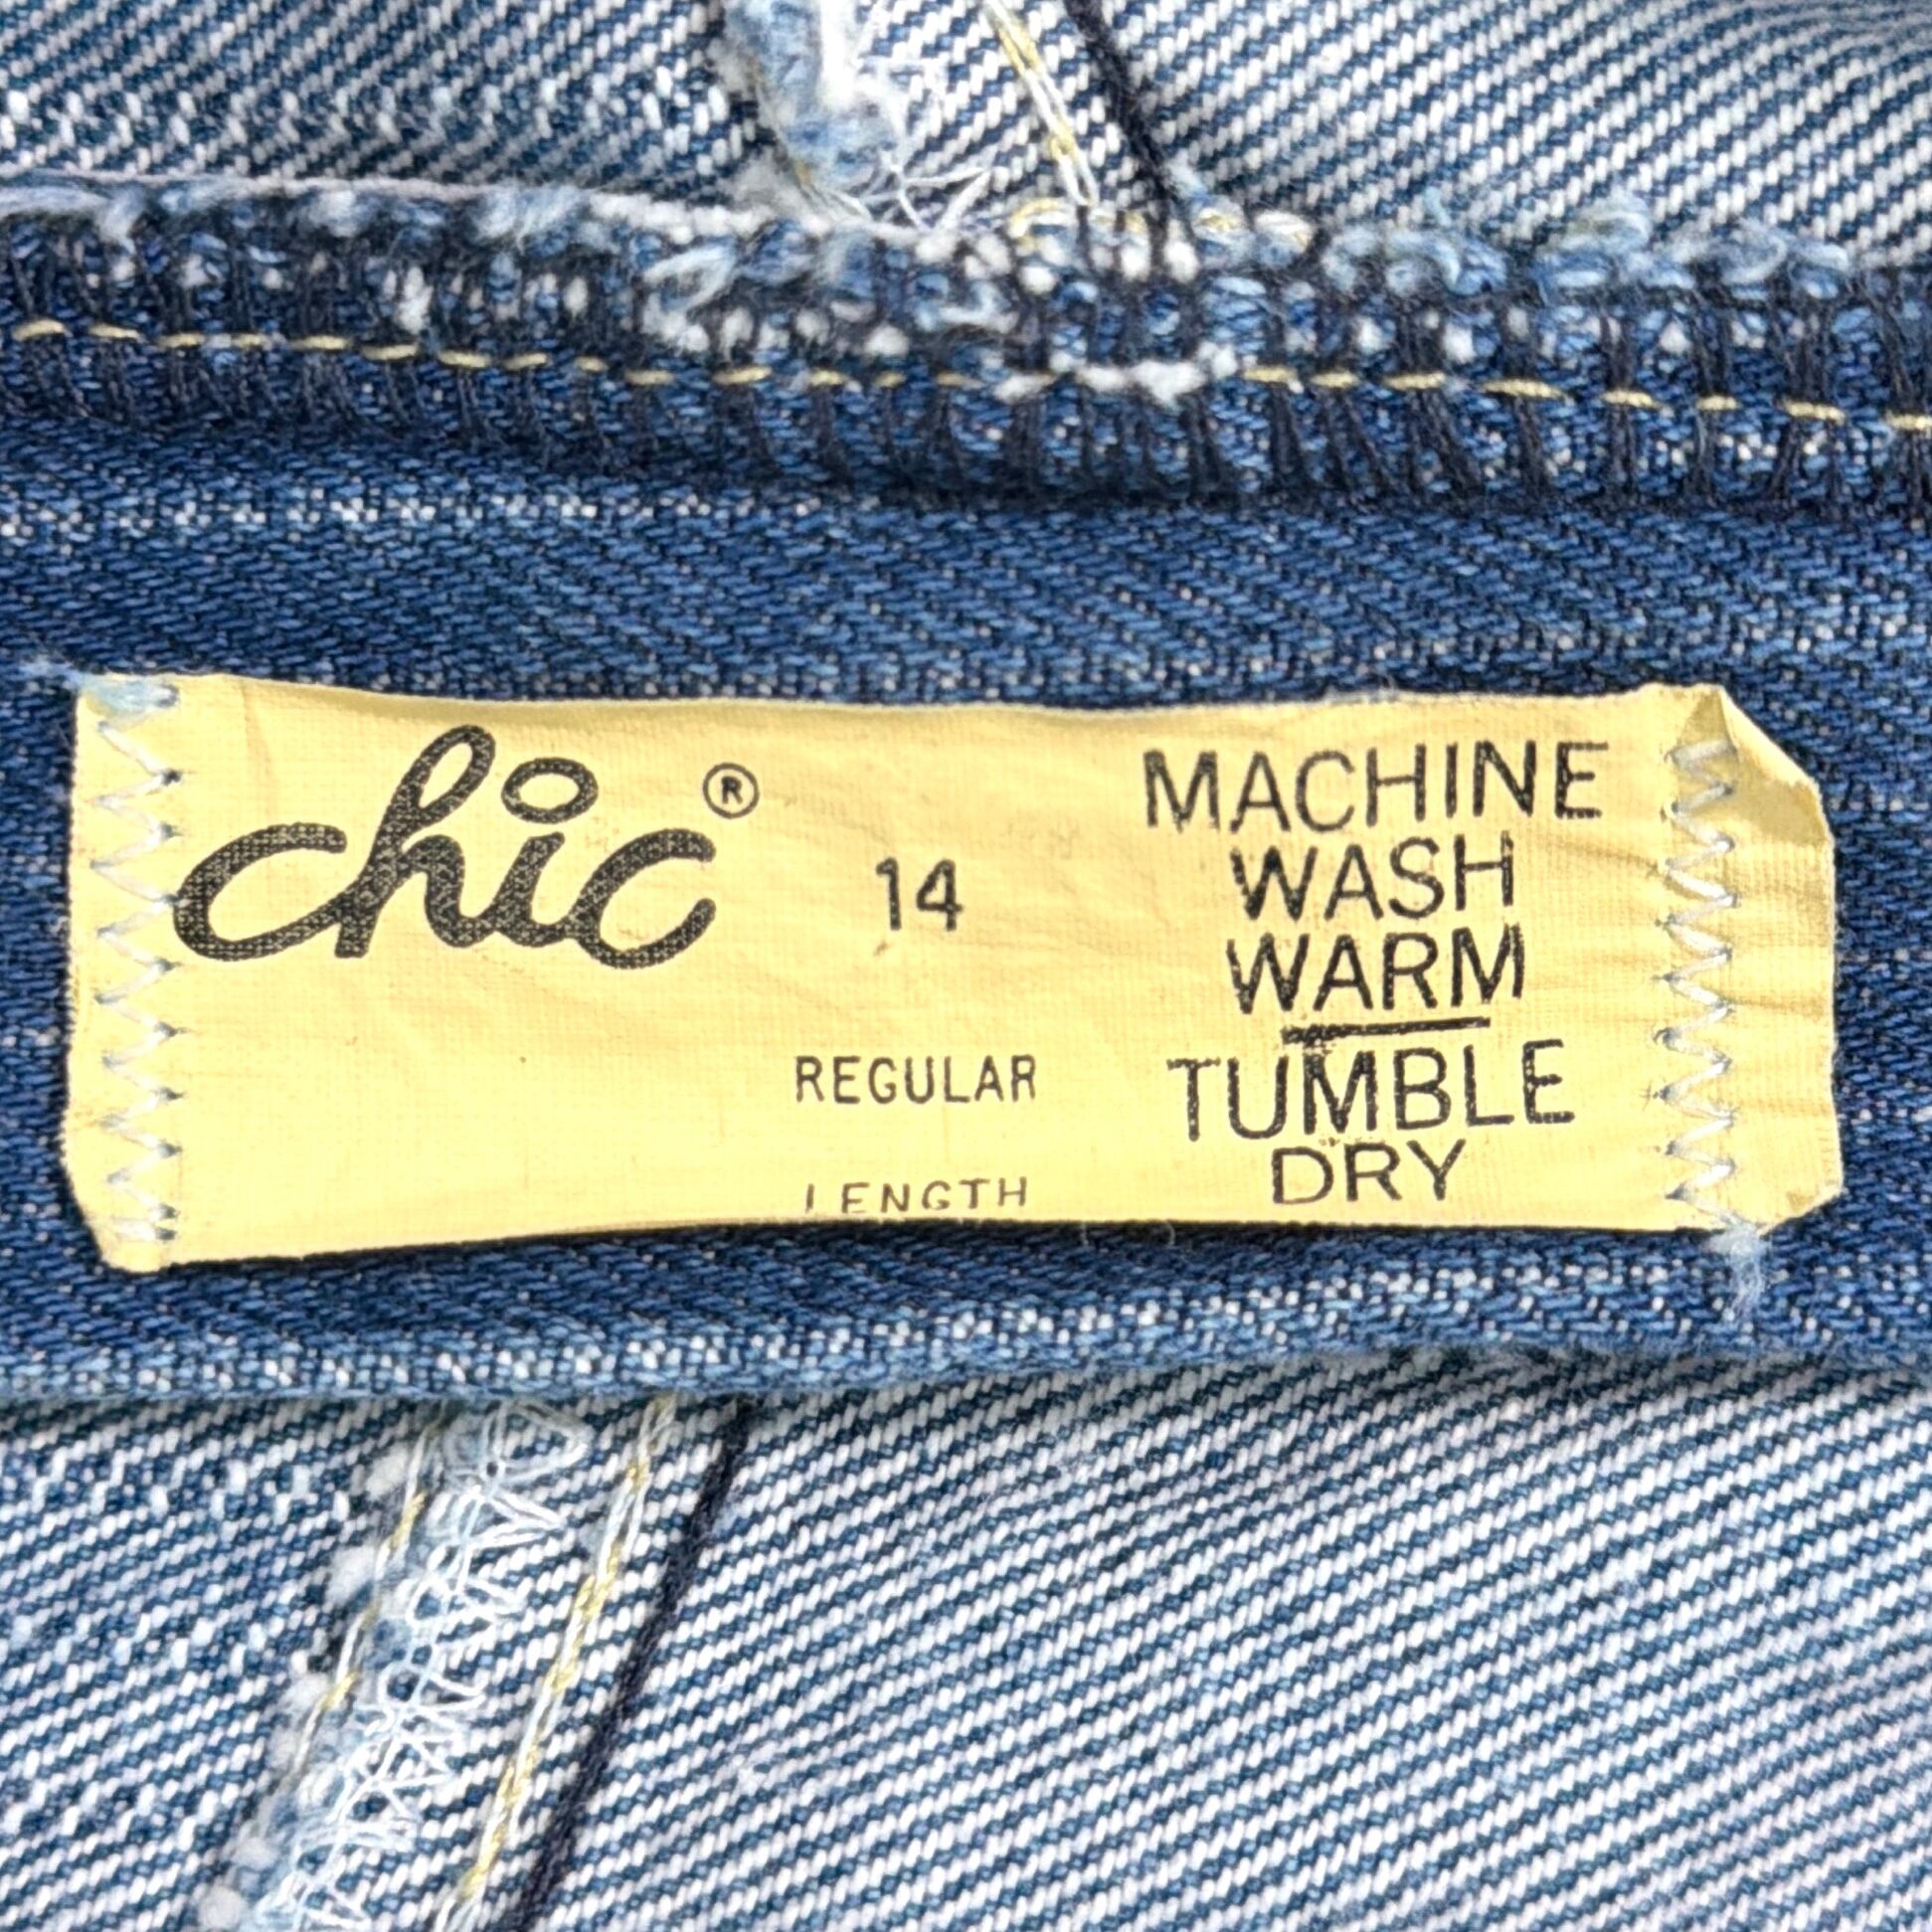 chic®
14
REGULAR
LENGTH
MACHINE
WASH
WARM
TUMBLE
DRY